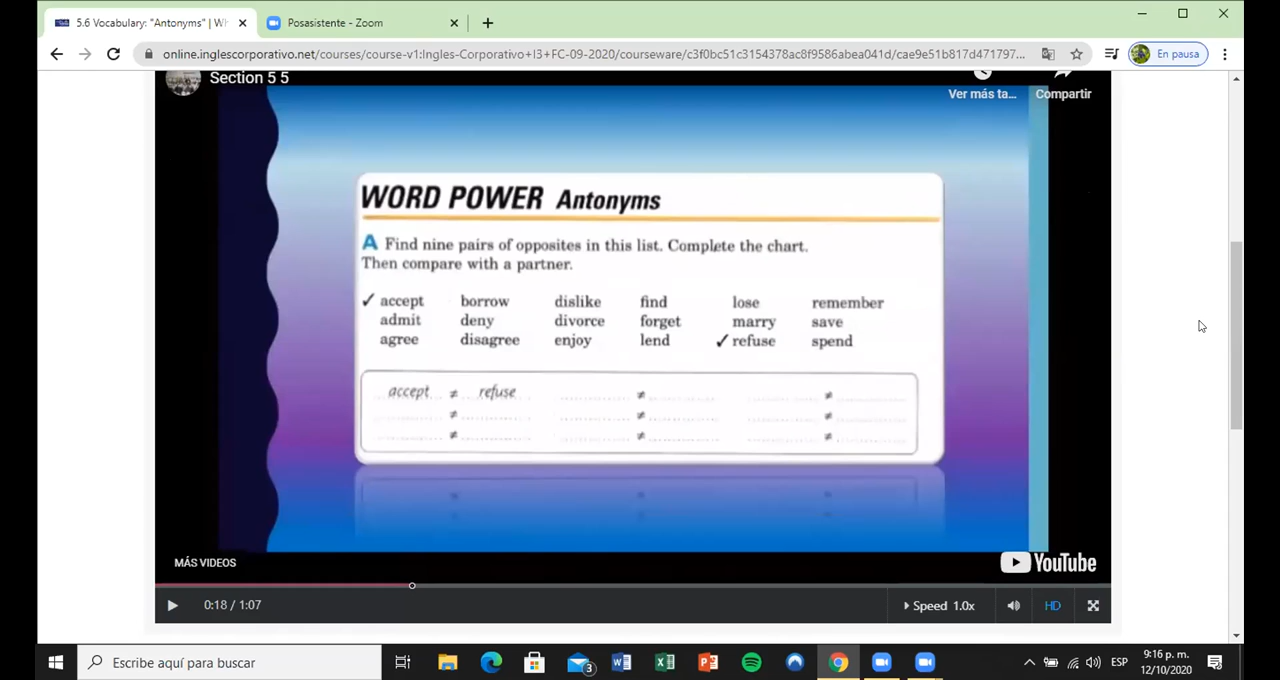 5.6 Vocabulary: "Antonyms" | Wh
Posasistente - Zoom
online.inglescorporativo.net/courses/course-v1:Ingles-Corporativo+I3+FC-09-2020/courseware/c3f0bc51c3154378ac8f9586abea041d/cae9e51b817d471797...
En pausa
Section 5 5
Ver más ta...
Compartir
WORD POWER Antonyms
A Find nine pairs of opposites in this list. Complete the chart.
Then compare with a partner.
✓ accept borrow dislike find lose remember
admit deny divorce forget marry save
agree disagree enjoy lend ✓ refuse spend
accept ≠ refuse ≠ ≠
≠ ≠ ≠
≠ ≠ ≠
MÁS VIDEOS
YouTube
0:18 / 1:07
Speed 1.0x
HD
Escribe aquí para buscar
3
ESP
9:16 p. m.
12/10/2020